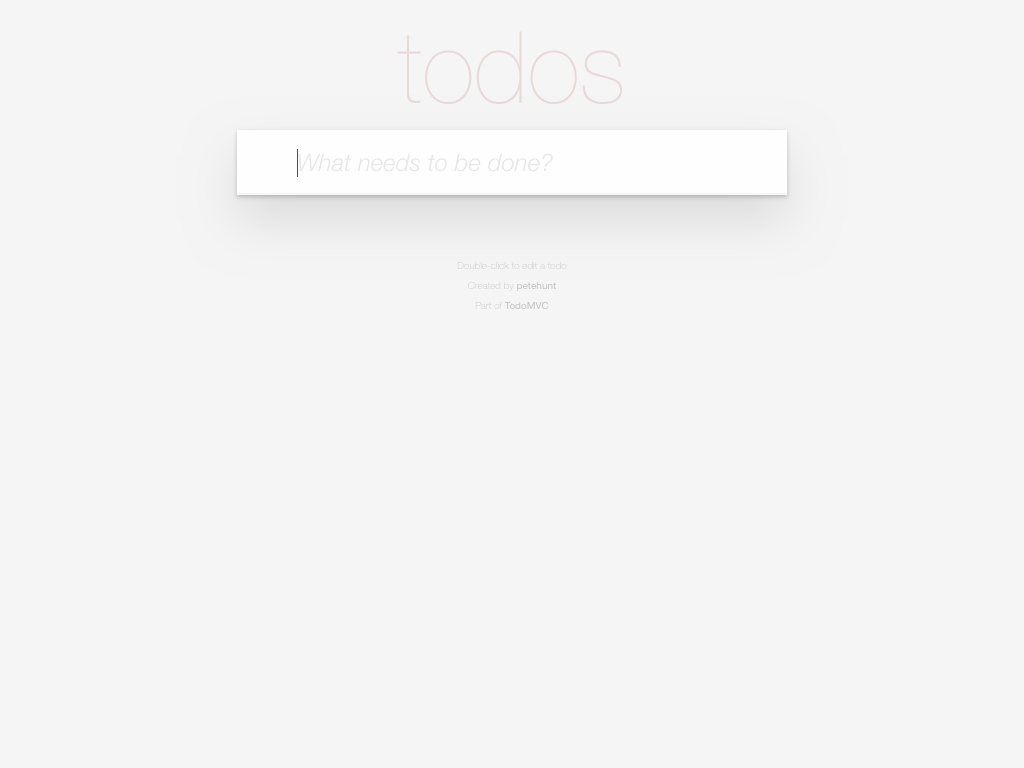 todos
What needs to be done?
Double-click to edit a todo
Created by petehunt
Part of TodoMVC